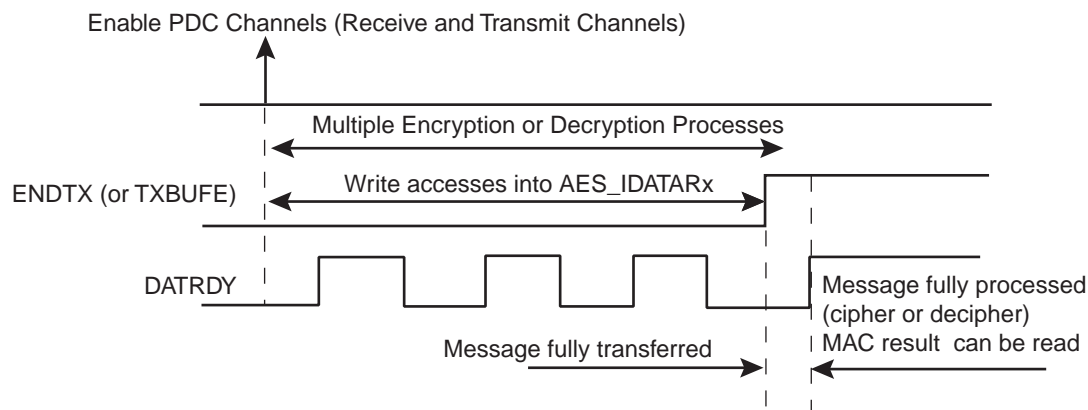 Enable PDC Channels (Receive and Transmit Channels)
Multiple Encryption or Decryption Processes
ENDTX (or TXBUFE)
Write accesses into AES_IDATARx
DATRDY
Message fully processed
(cipher or decipher)
MAC result can be read
Message fully transferred